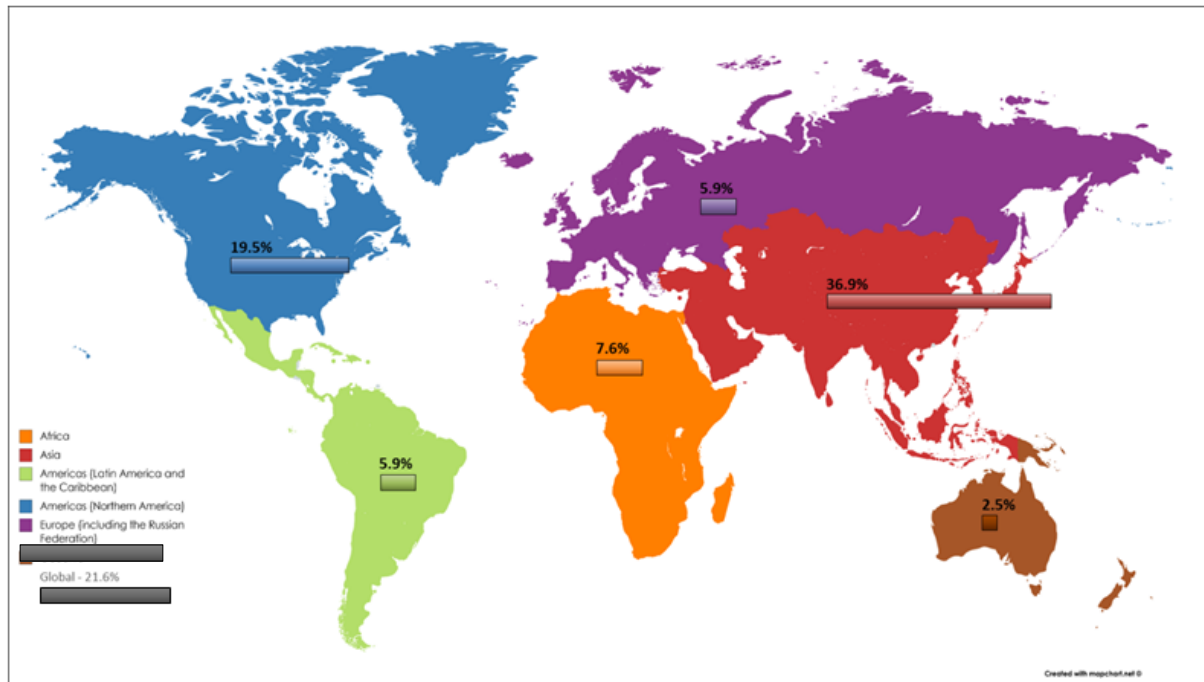 5.9%
19.5%
36.9%
7.6%
Africa
Asia
Americas (Latin America and
the Caribbean)
Americas (Northern America)
Europe (including the Russian
Federation)
Global - 21.6%
5.9%
2.5%
Created with mapchart.net ©